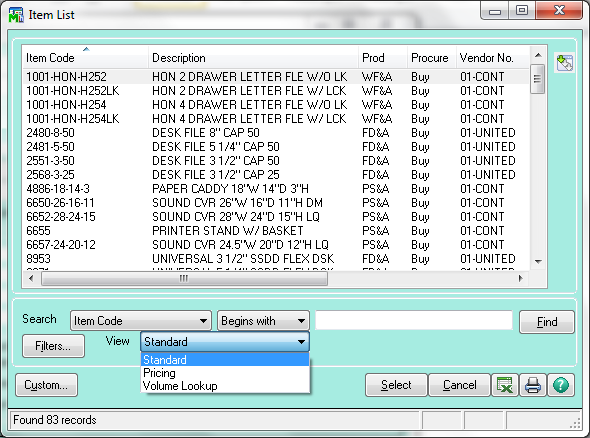 Item List
Item Code Description Prod Procure Vendor No.
1001-HON-H252 HON 2 DRAWER LETTER FLE W/O LK WF&A Buy 01-CONT
1001-HON-H252LK HON 2 DRAWER LETTER FLE W/ LCK WF&A Buy 01-CONT
1001-HON-H254 HON 4 DRAWER LETTER FLE W/O LK WF&A Buy 01-CONT
1001-HON-H254LK HON 4 DRAWER LETTER FLE W/ LCK WF&A Buy 01-CONT
2480-8-50 DESK FILE 8" CAP 50 FD&A Buy 01-UNITED
2481-5-50 DESK FILE 5 1/4" CAP 50 FD&A Buy 01-UNITED
2551-3-50 DESK FILE 3 1/2" CAP 50 FD&A Buy 01-UNITED
2568-3-25 DESK FILE 3 1/2" CAP 25 FD&A Buy 01-UNITED
4886-18-14-3 PAPER CADDY 18"W 14"D 3"H PS&A Buy 01-CONT
6650-26-16-11 SOUND CVR 26"W 16"D 11"H DM PS&A Buy 01-CONT
6652-28-24-15 SOUND CVR 28"W 24"D 15"H LQ PS&A Buy 01-CONT
6655 PRINTER STAND W/ BASKET PS&A Buy 01-CONT
6657-24-20-12 SOUND CVR 24.5"W 20"D 12"H LQ PS&A Buy 01-CONT
8953 UNIVERSAL 3 1/2" SSDD FLEX DSK FD&A Buy 01-UNITED
Search Item Code Begins with Find
Filters... View Standard
Standard
Pricing
Volume Lookup
Custom... Select Cancel
Found 83 records